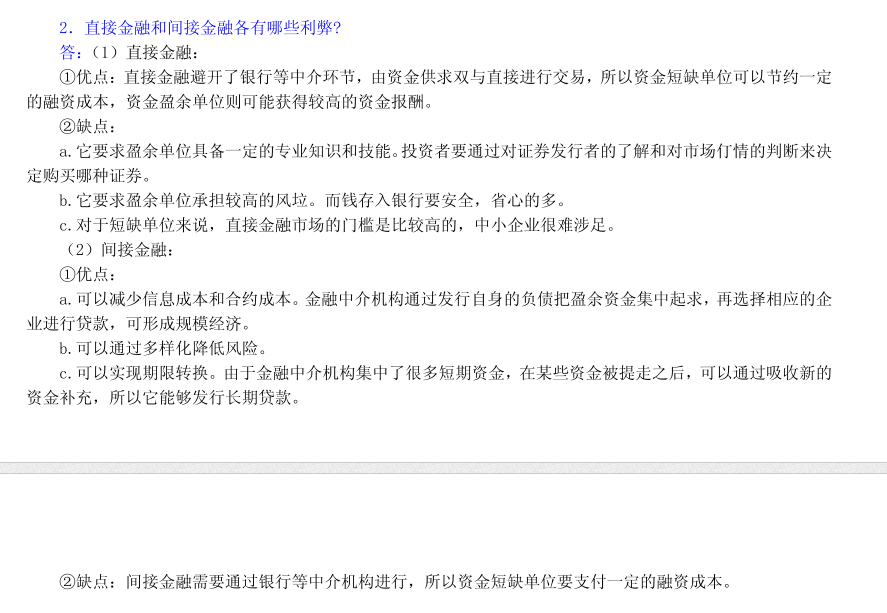 2．直接金融和间接金融各有哪些利弊?
答：（1）直接金融：
①优点：直接金融避开了银行等中介环节，由资金供求双与直接进行交易，所以资金短缺单位可以节约一定
的融资成本，资金盈余单位则可能获得较高的资金报酬。
②缺点：
a.它要求盈余单位具备一定的专业知识和技能。投资者要通过对证券发行者的了解和对市场仃情的判断来决
定购买哪种证券。
b.它要求盈余单位承担较高的风垃。而钱存入银行要安全，省心的多。
c.对于短缺单位来说，直接金融市场的门槛是比较高的，中小企业很难涉足。
（2）间接金融：
①优点：
a.可以减少信息成本和合约成本。金融中介机构通过发行自身的负债把盈余资金集中起求，再选择相应的企
业进行贷款，可形成规模经济。
b.可以通过多样化降低风险。
c.可以实现期限转换。由于金融中介机构集中了很多短期资金，在某些资金被提走之后，可以通过吸收新的
资金补充，所以它能够发行长期贷款。
②缺点：间接金融需要通过银行等中介机构进行，所以资金短缺单位要支付一定的融资成本。